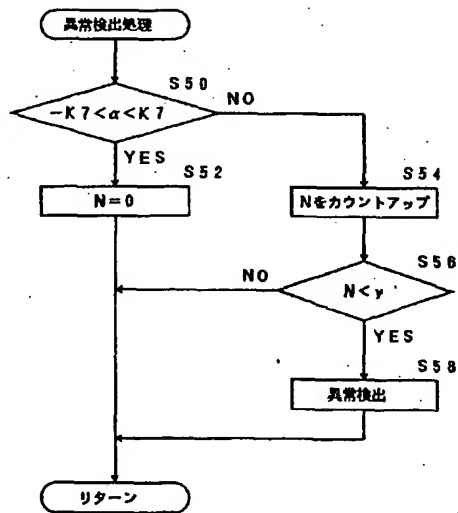 異常検出処理
S50
-K7<α<K7
NO
YES
S52
N=0
S54
Nをカウントアップ
S56
N<γ
NO
YES
S58
異常検出
リターン